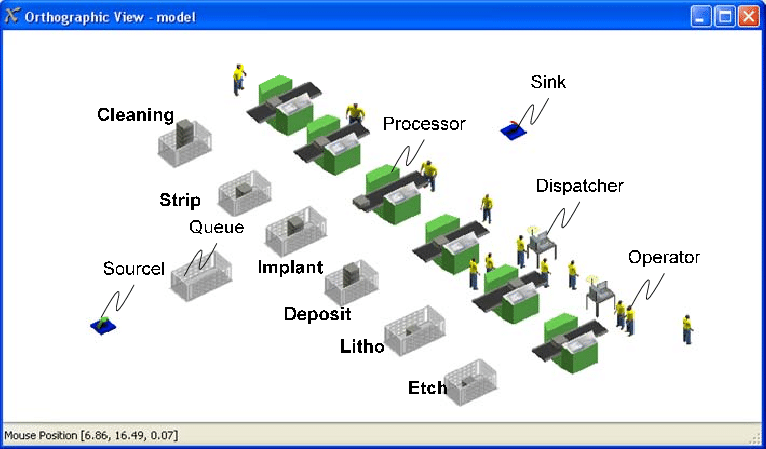 Orthographic View - model
Sink
Cleaning
Processor
Strip
Dispatcher
Queue
Sourcel
Implant
Operator
Deposit
Litho
Etch
Mouse Position [6.86, 16.49, 0.07]